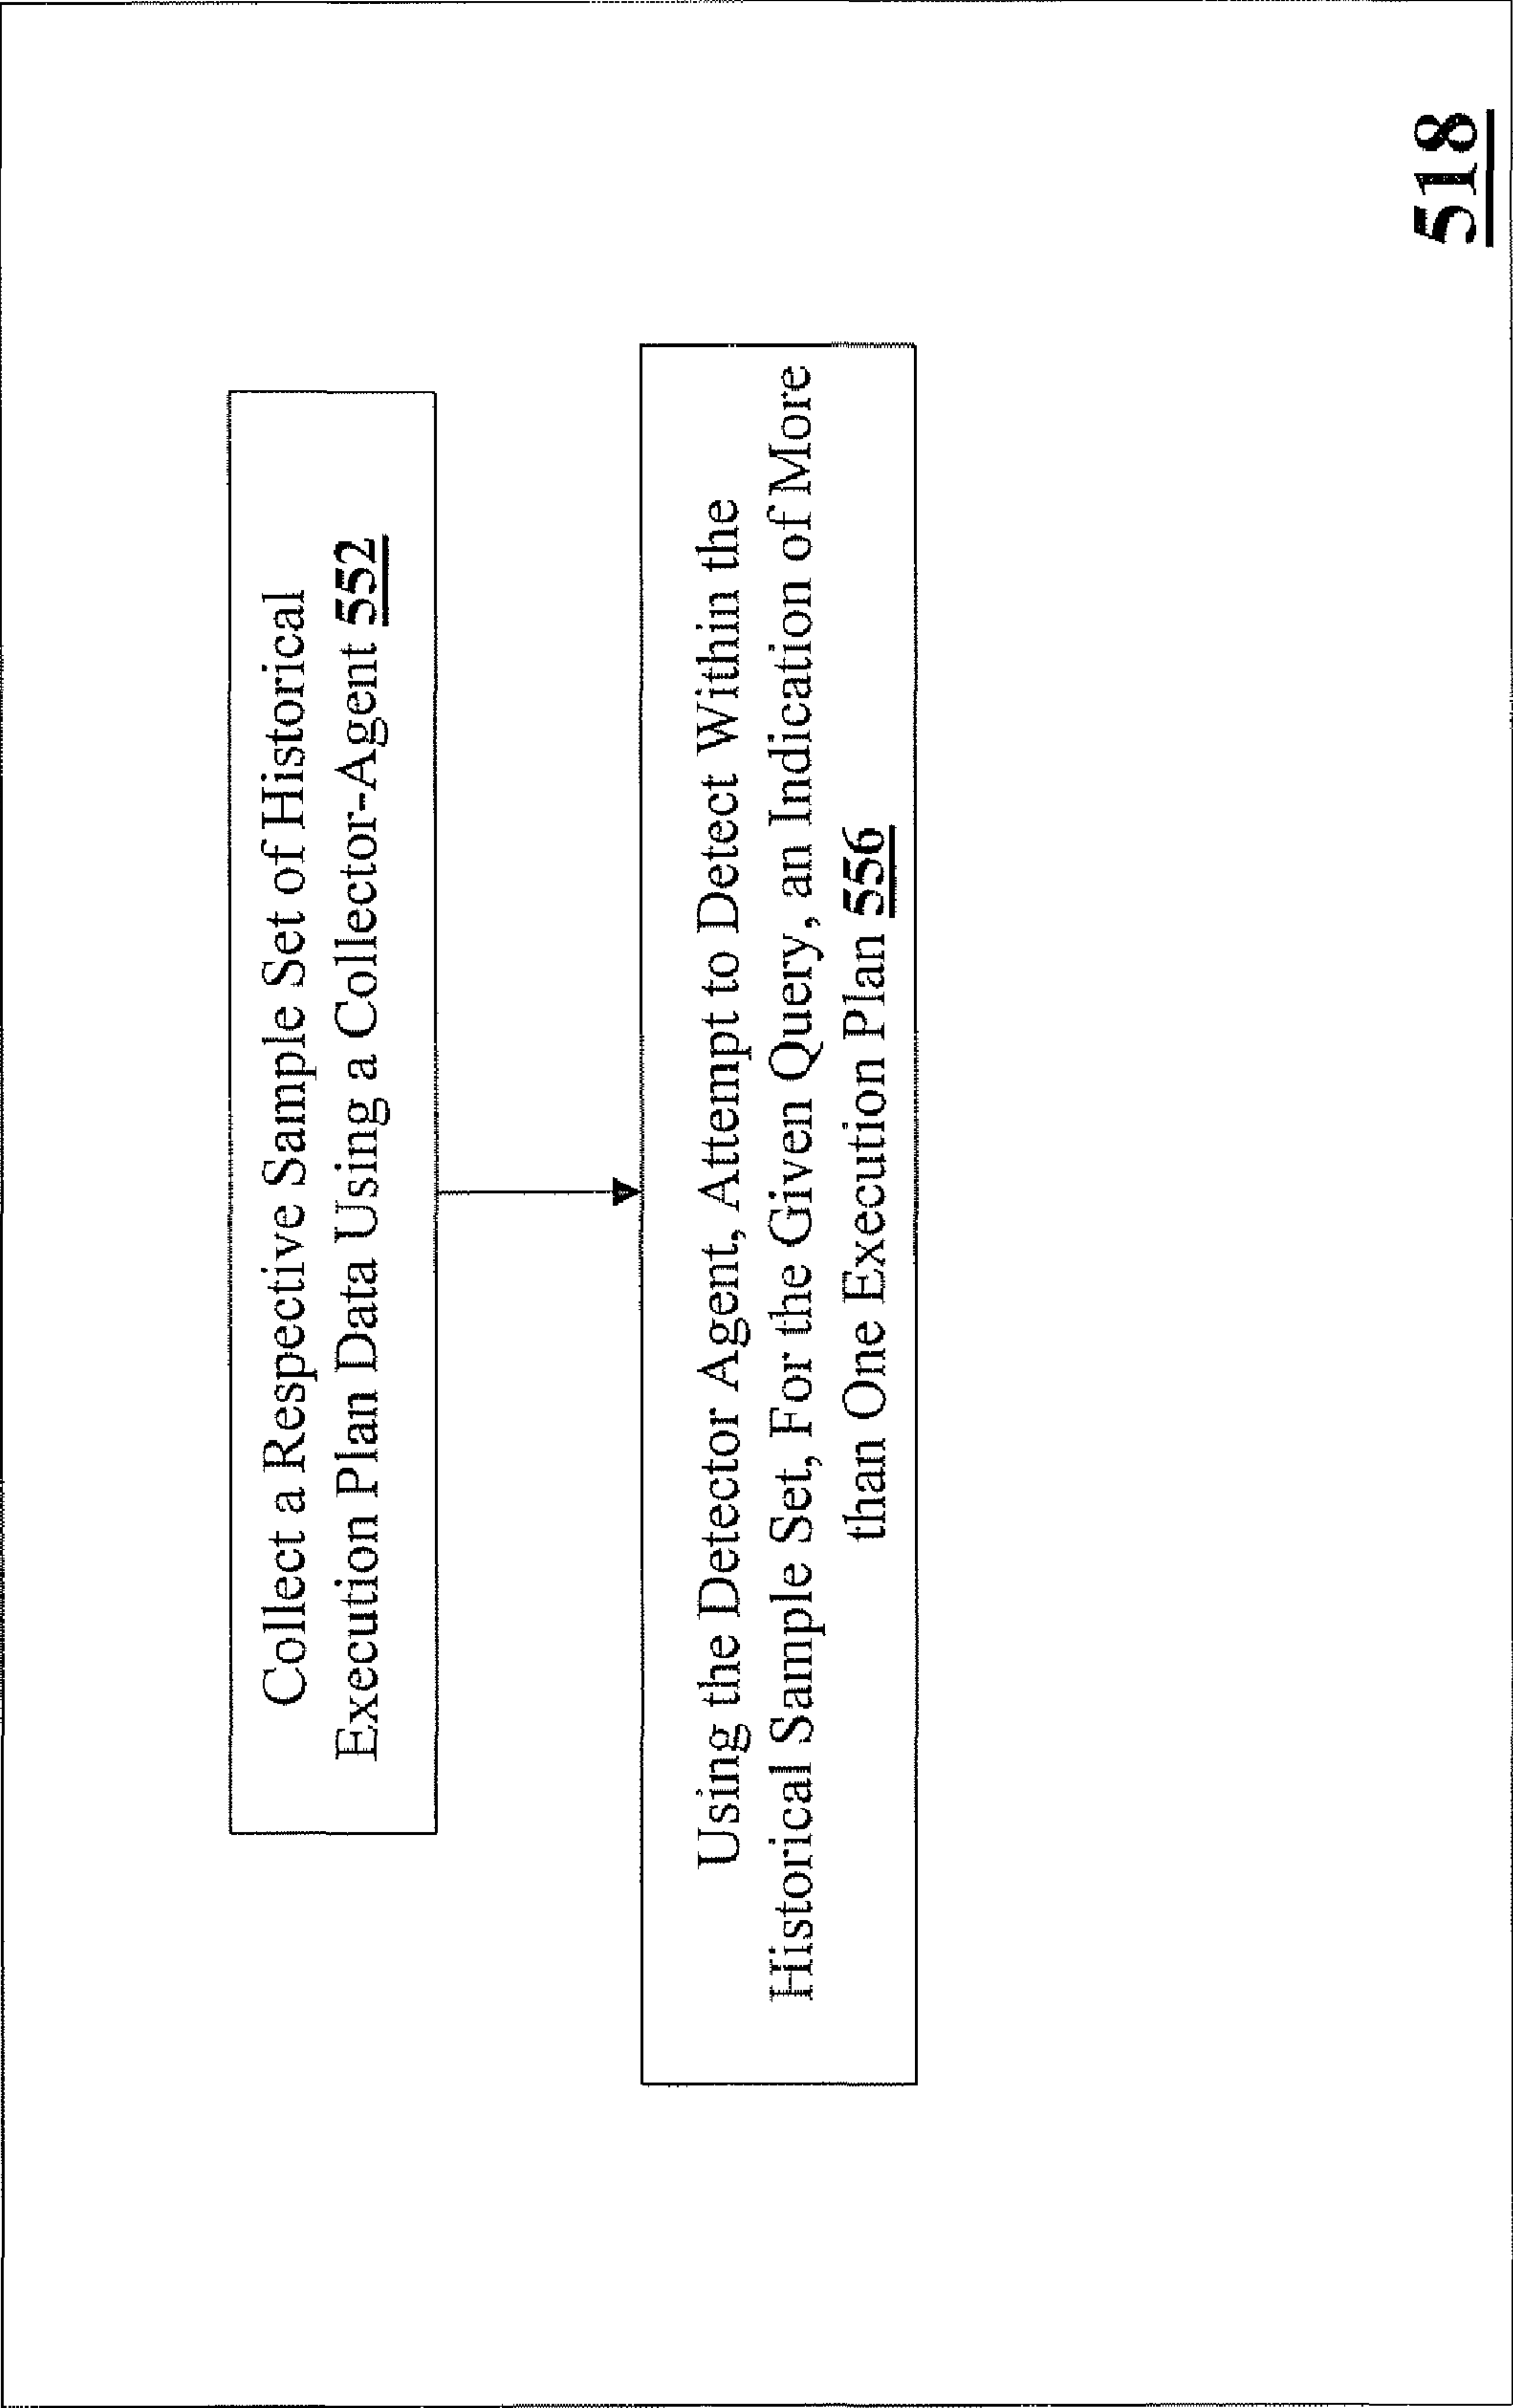 Collect a Respective Sample Set of Historical
Execution Plan Data Using a Collector-Agent 552
Using the Detector Agent, Attempt to Detect Within the
Historical Sample Set, For the Given Query, an Indication of More
than One Execution Plan 556
518